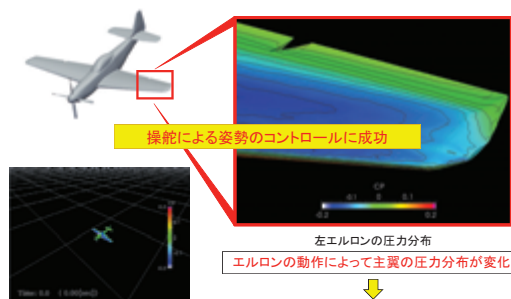 操舵による姿勢のコントロールに成功
CP
-0.1 0 0.1
-0.2 0.2
左エルロンの圧力分布
エルロンの動作によって主翼の圧力分布が変化